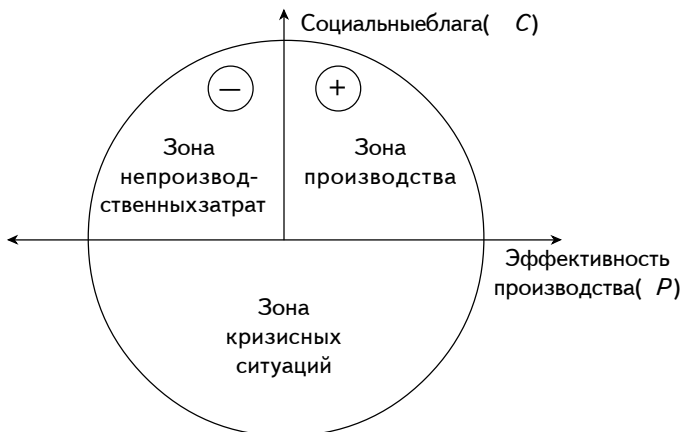 Социальныеблага( C)
— +
Зона
непроизвод-
ственныхзатрат
Зона
производства
Эффективность
производства( P)
Зона
кризисных
ситуаций